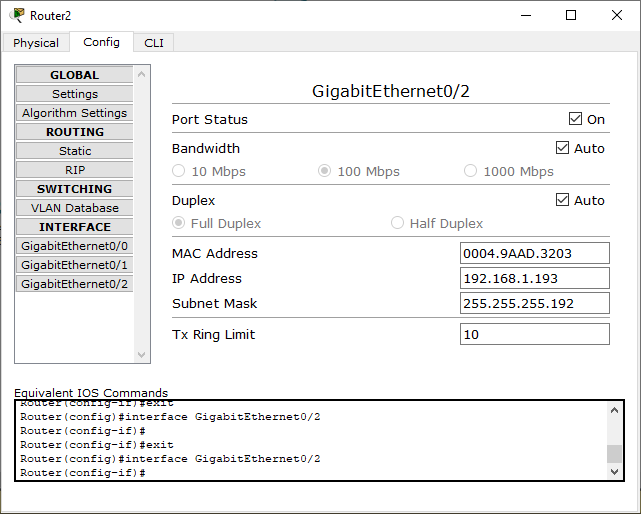 Router2
Physical Config CLI
GLOBAL
Settings
Algorithm Settings
ROUTING
Static
RIP
SWITCHING
VLAN Database
INTERFACE
GigabitEthernet0/0
GigabitEthernet0/1
GigabitEthernet0/2
GigabitEthernet0/2
Port Status On
Bandwidth Auto
10 Mbps 100 Mbps 1000 Mbps
Duplex Auto
Full Duplex Half Duplex
MAC Address 0004.9AAD.3203
IP Address 192.168.1.193
Subnet Mask 255.255.255.192
Tx Ring Limit 10
Equivalent IOS Commands
Router(config-if)#exit
Router(config)#interface GigabitEthernet0/2
Router(config-if)#
Router(config-if)#exit
Router(config)#interface GigabitEthernet0/2
Router(config-if)#